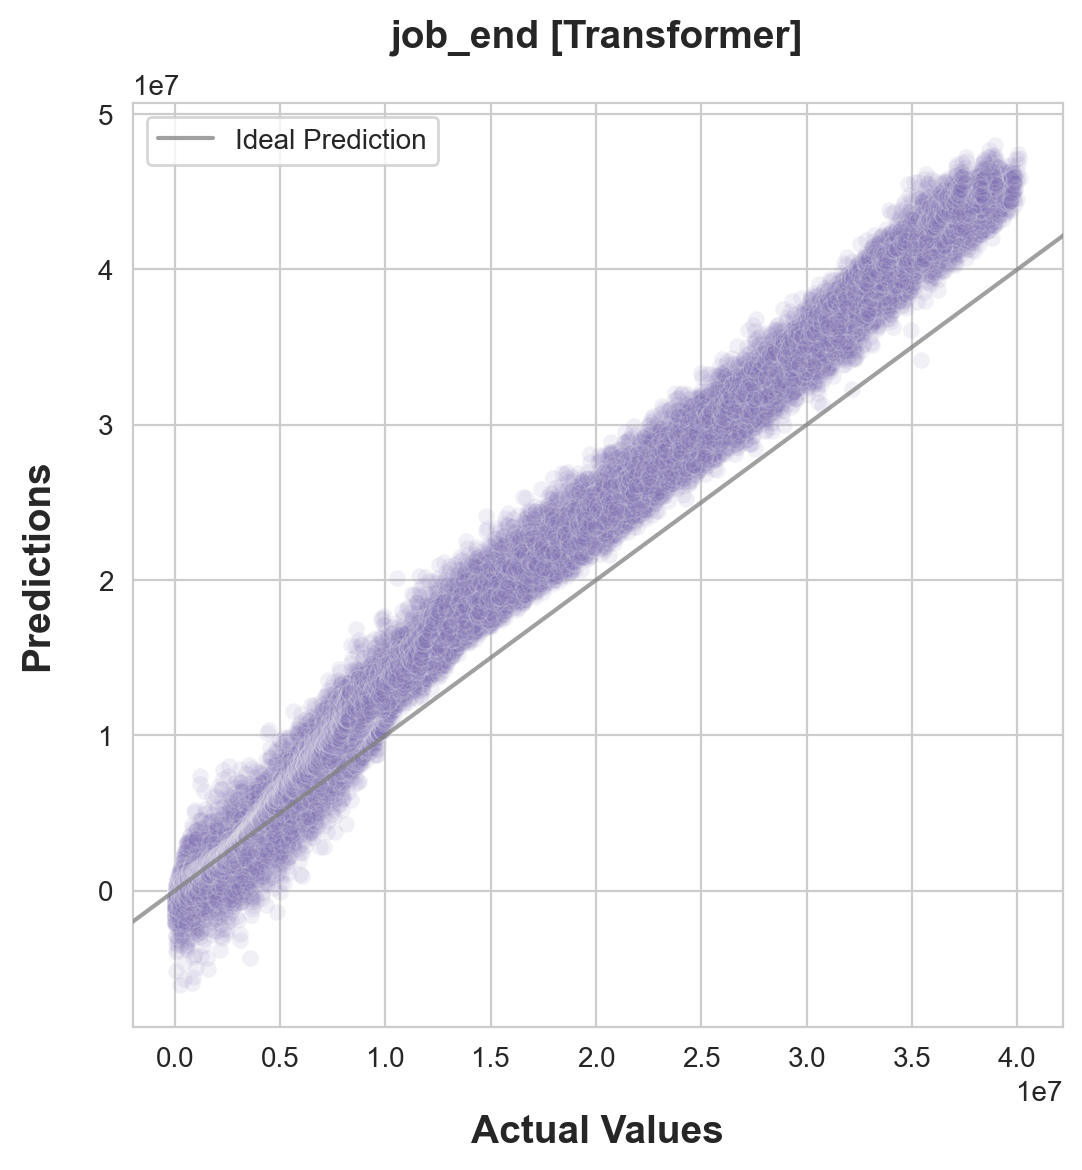 job_end [Transformer]
1e7
5
Ideal Prediction
4
3
2
1
0
Predictions
0.0 0.5 1.0 1.5 2.0 2.5 3.0 3.5 4.0
1e7
Actual Values